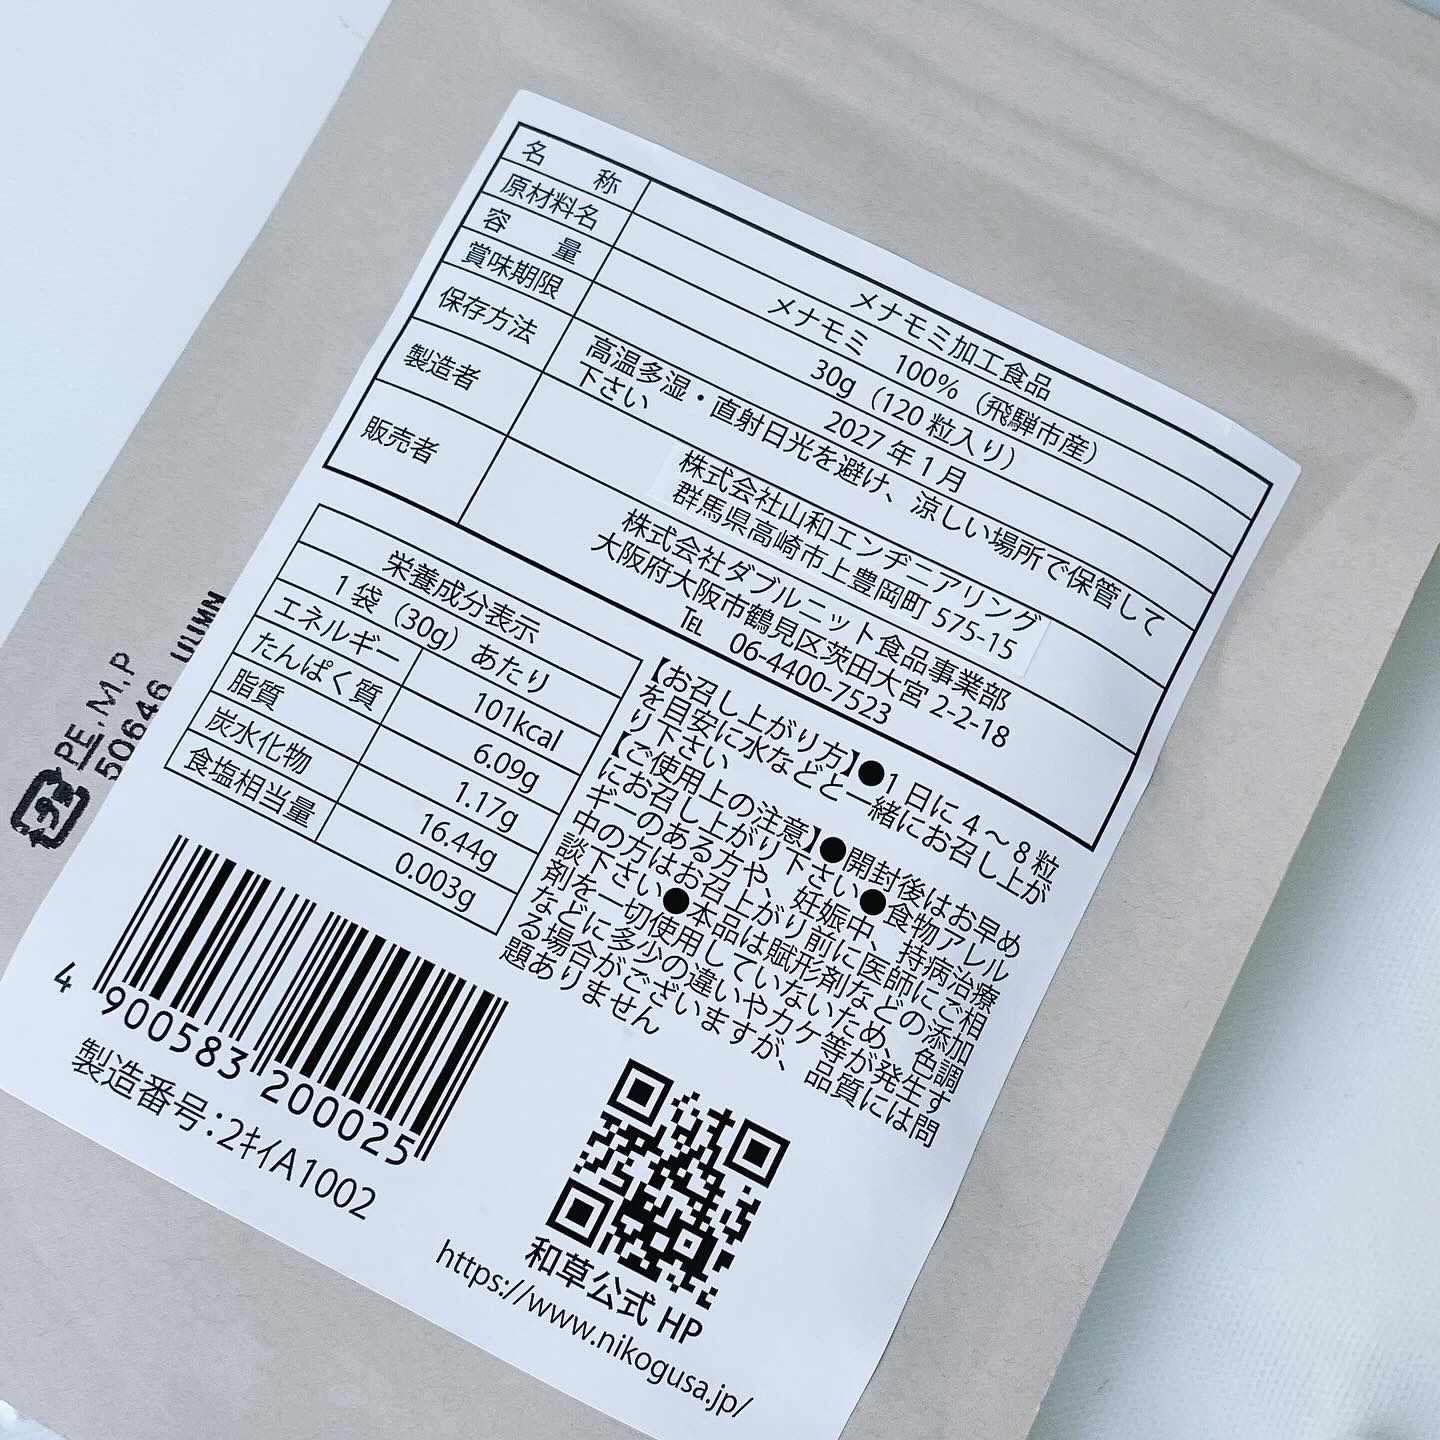 名　称　メナモミ加工食品
原材料名　メナモミ　100%（飛騨市産）
容　量　30g（120粒入り）
賞味期限　2027年1月
保存方法　高温多湿・直射日光を避け、涼しい場所で保管して
下さい
製造者　株式会社山和エンヂニアリング
群馬県高崎市上豊岡町 575-15
販売者　株式会社ダブルニット食品事業部
大阪府大阪市鶴見区茨田大宮 2-2-18
℡　06-4400-7523
栄養成分表示
1袋（30g）あたり
エネルギー　101kcal
たんぱく質　6.09g
脂質　1.17g
炭水化物　16.44g
食塩相当量　0.003g
【お召し上がり方】●1日に4～8粒
を目安に水などと一緒にお召し上が
り下さい
【ご使用上の注意】●開封後はお早め
にお召し上がり下さい●食物アレル
ギーのある方や、妊娠中、持病治療
中の方はお召上がり前に医師にご相
談下さい●本品は賦形剤などの添加
剤を一切使用していないため、色調
などに多少の違いやカケ等が発生す
る場合がございますが、品質には問
題ありません
4 900583 200025
製造番号:2ｷｲA1002
和草公式 HP
https://www.nikogusa.jp/
PE.M.P
50646